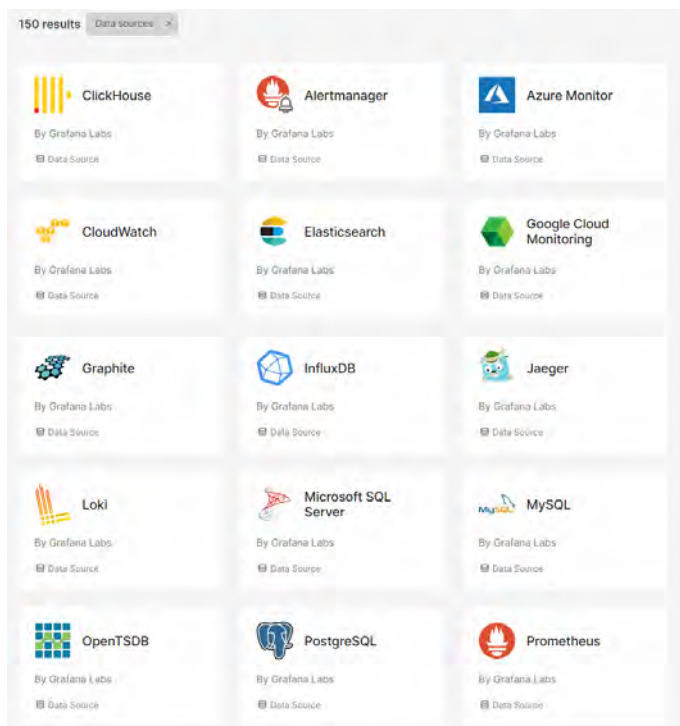 150 results Data sources ×
ClickHouse
By Grafana Labs
Data Source
Alertmanager
By Grafana Labs
Data Source
Azure Monitor
By Grafana Labs
Data Source
CloudWatch
By Grafana Labs
Data Source
Elasticsearch
By Grafana Labs
Data Source
Google Cloud
Monitoring
By Grafana Labs
Data Source
Graphite
By Grafana Labs
Data Source
InfluxDB
By Grafana Labs
Data Source
Jaeger
By Grafana Labs
Data Source
Loki
By Grafana Labs
Data Source
Microsoft SQL
Server
By Grafana Labs
Data Source
MySQL
MySQL
By Grafana Labs
Data Source
OpenTSDB
By Grafana Labs
Data Source
PostgreSQL
By Grafana Labs
Data Source
Prometheus
By Grafana Labs
Data Source